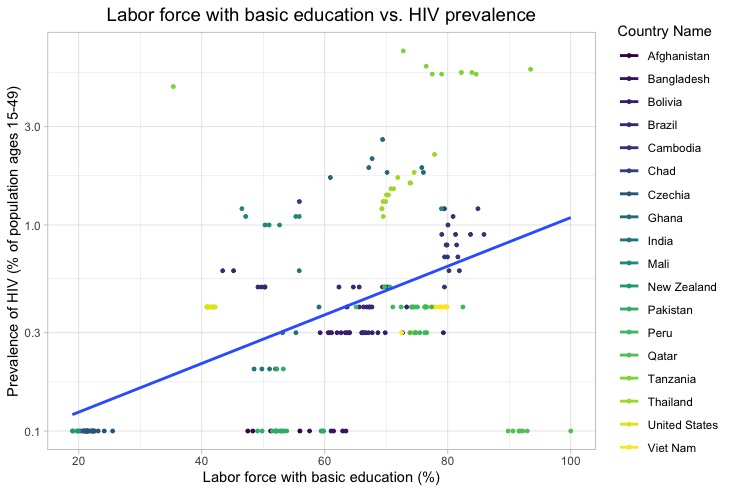 Labor force with basic education vs. HIV prevalence
Prevalence of HIV (% of population ages 15-49)
3.0
1.0
0.3
0.1
20 40 60 80 100
Labor force with basic education (%)
Country Name
Afghanistan
Bangladesh
Bolivia
Brazil
Cambodia
Chad
Czechia
Ghana
India
Mali
New Zealand
Pakistan
Peru
Qatar
Tanzania
Thailand
United States
Viet Nam